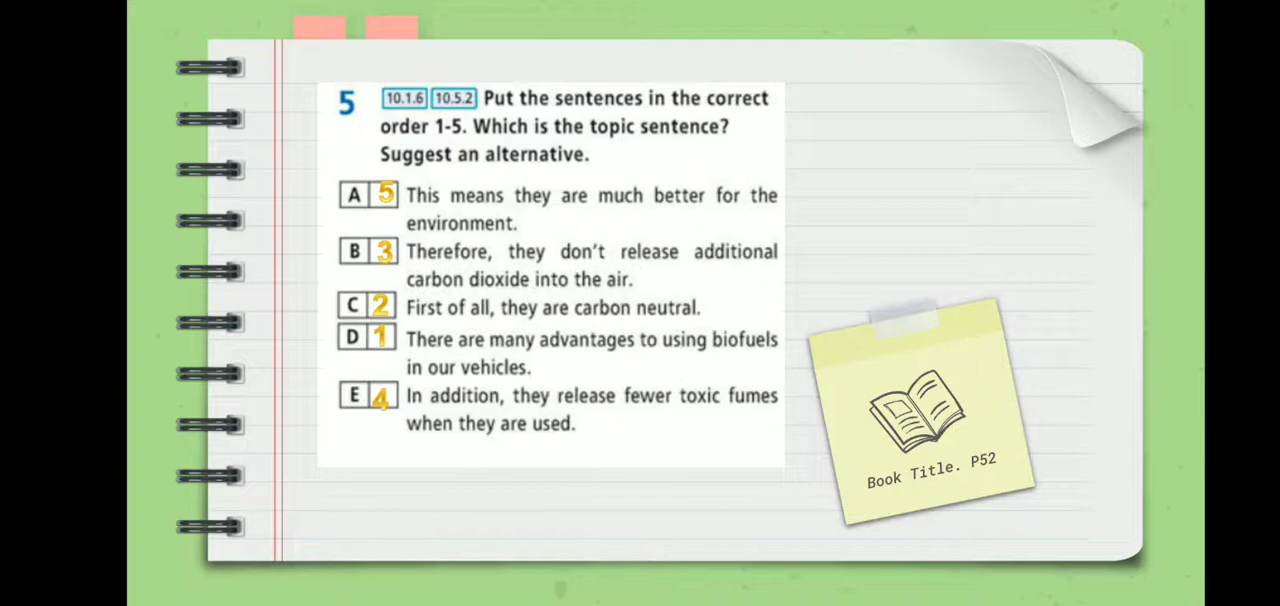 5 10.1.6 10.5.2 Put the sentences in the correct
order 1-5. Which is the topic sentence?
Suggest an alternative.
A 5 This means they are much better for the
environment.
B 3 Therefore, they don't release additional
carbon dioxide into the air.
C 2 First of all, they are carbon neutral.
D 1 There are many advantages to using biofuels
in our vehicles.
E 4 In addition, they release fewer toxic fumes
when they are used.
Book Title. P52